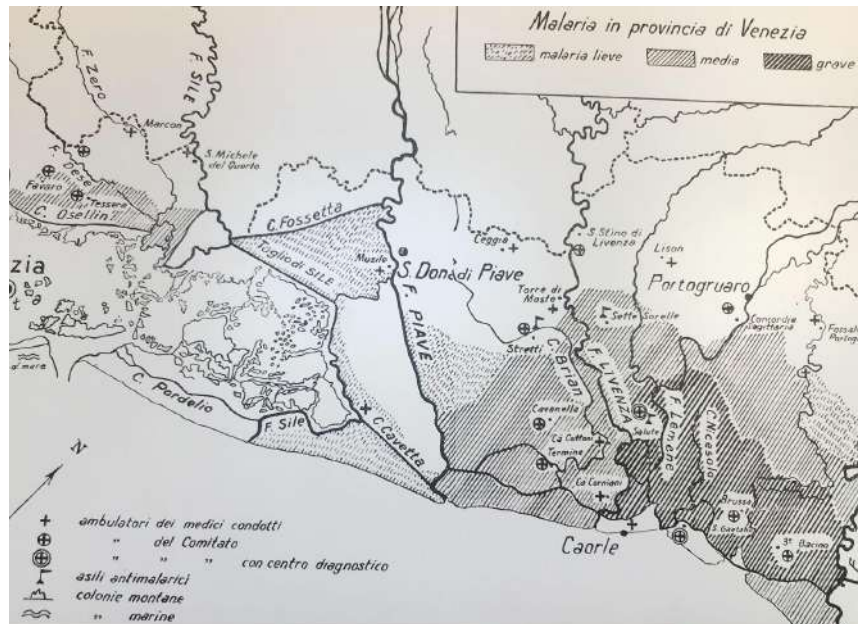 Malaria in provincia di Venezia
malaria lieve media grave
F. Zero
F. SILE
Marcon
S. Michele
del Quarto
F. Dese
Favaro
Tessera
C. Osellin
C. Fossetta
Taglio di SILE
Musile
S. Donà di Piave
F. PIAVE
Ceggia
S. Stino di
Livenza
Lison
Portogruaro
Torre di
Mosto
Sette Sorelle
Concordia
Sagittaria
Stretti
C. Brian
F. LIVENZA
zia
C. Pordelio
F. Sile
C. Cavetta
Cavanella
Cà Cottoni
Termine
Salute
F. Lemene
C. Nicesolo
Cà Corniani
Brussa
S. Gaetano
3° Bacino
Caorle
N
ambulatori dei medici condotti
" del Comitato
" " " con centro diagnostico
asili antimalarici
colonie montane
" marine